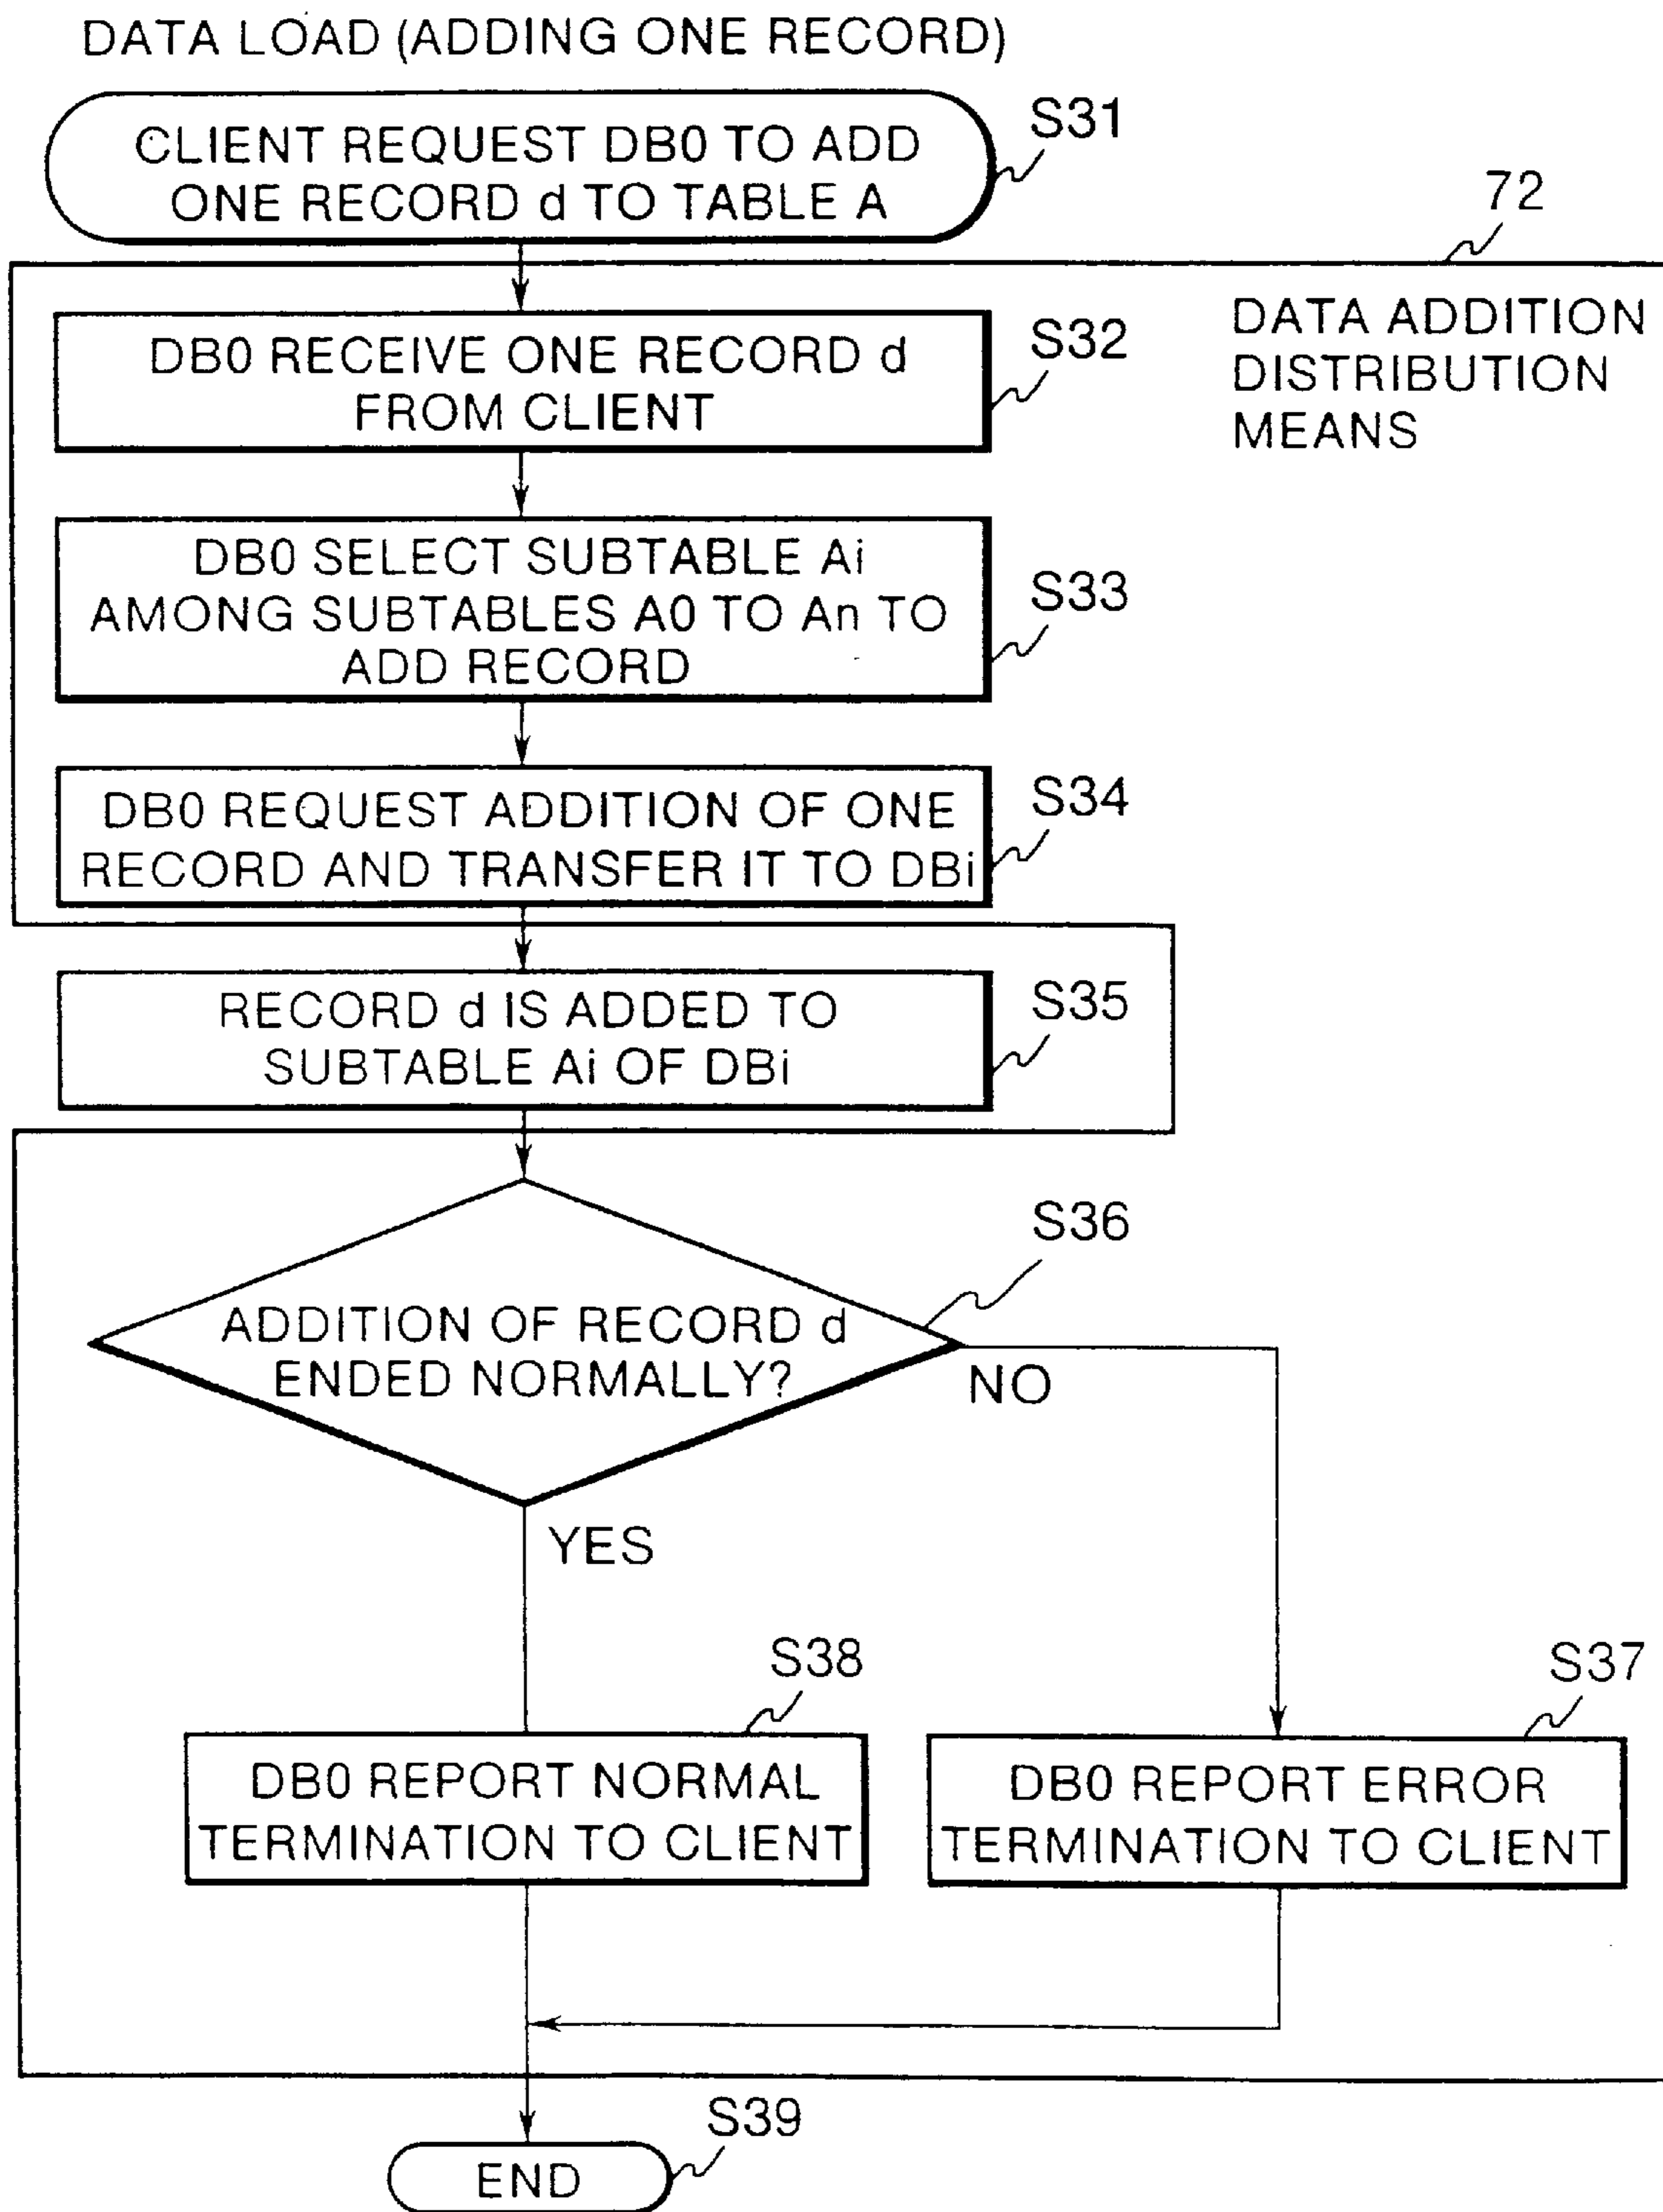 DATA LOAD (ADDING ONE RECORD)
CLIENT REQUEST DB0 TO ADD
ONE RECORD d TO TABLE A
S31
72
DATA ADDITION
DISTRIBUTION
MEANS
DB0 RECEIVE ONE RECORD d
FROM CLIENT
S32
DB0 SELECT SUBTABLE Ai
AMONG SUBTABLES A0 TO An TO
ADD RECORD
S33
DB0 REQUEST ADDITION OF ONE
RECORD AND TRANSFER IT TO DBi
S34
RECORD d IS ADDED TO
SUBTABLE Ai OF DBi
S35
S36
ADDITION OF RECORD d
ENDED NORMALLY?
NO
YES
S38
S37
DB0 REPORT NORMAL
TERMINATION TO CLIENT
DB0 REPORT ERROR
TERMINATION TO CLIENT
S39
END